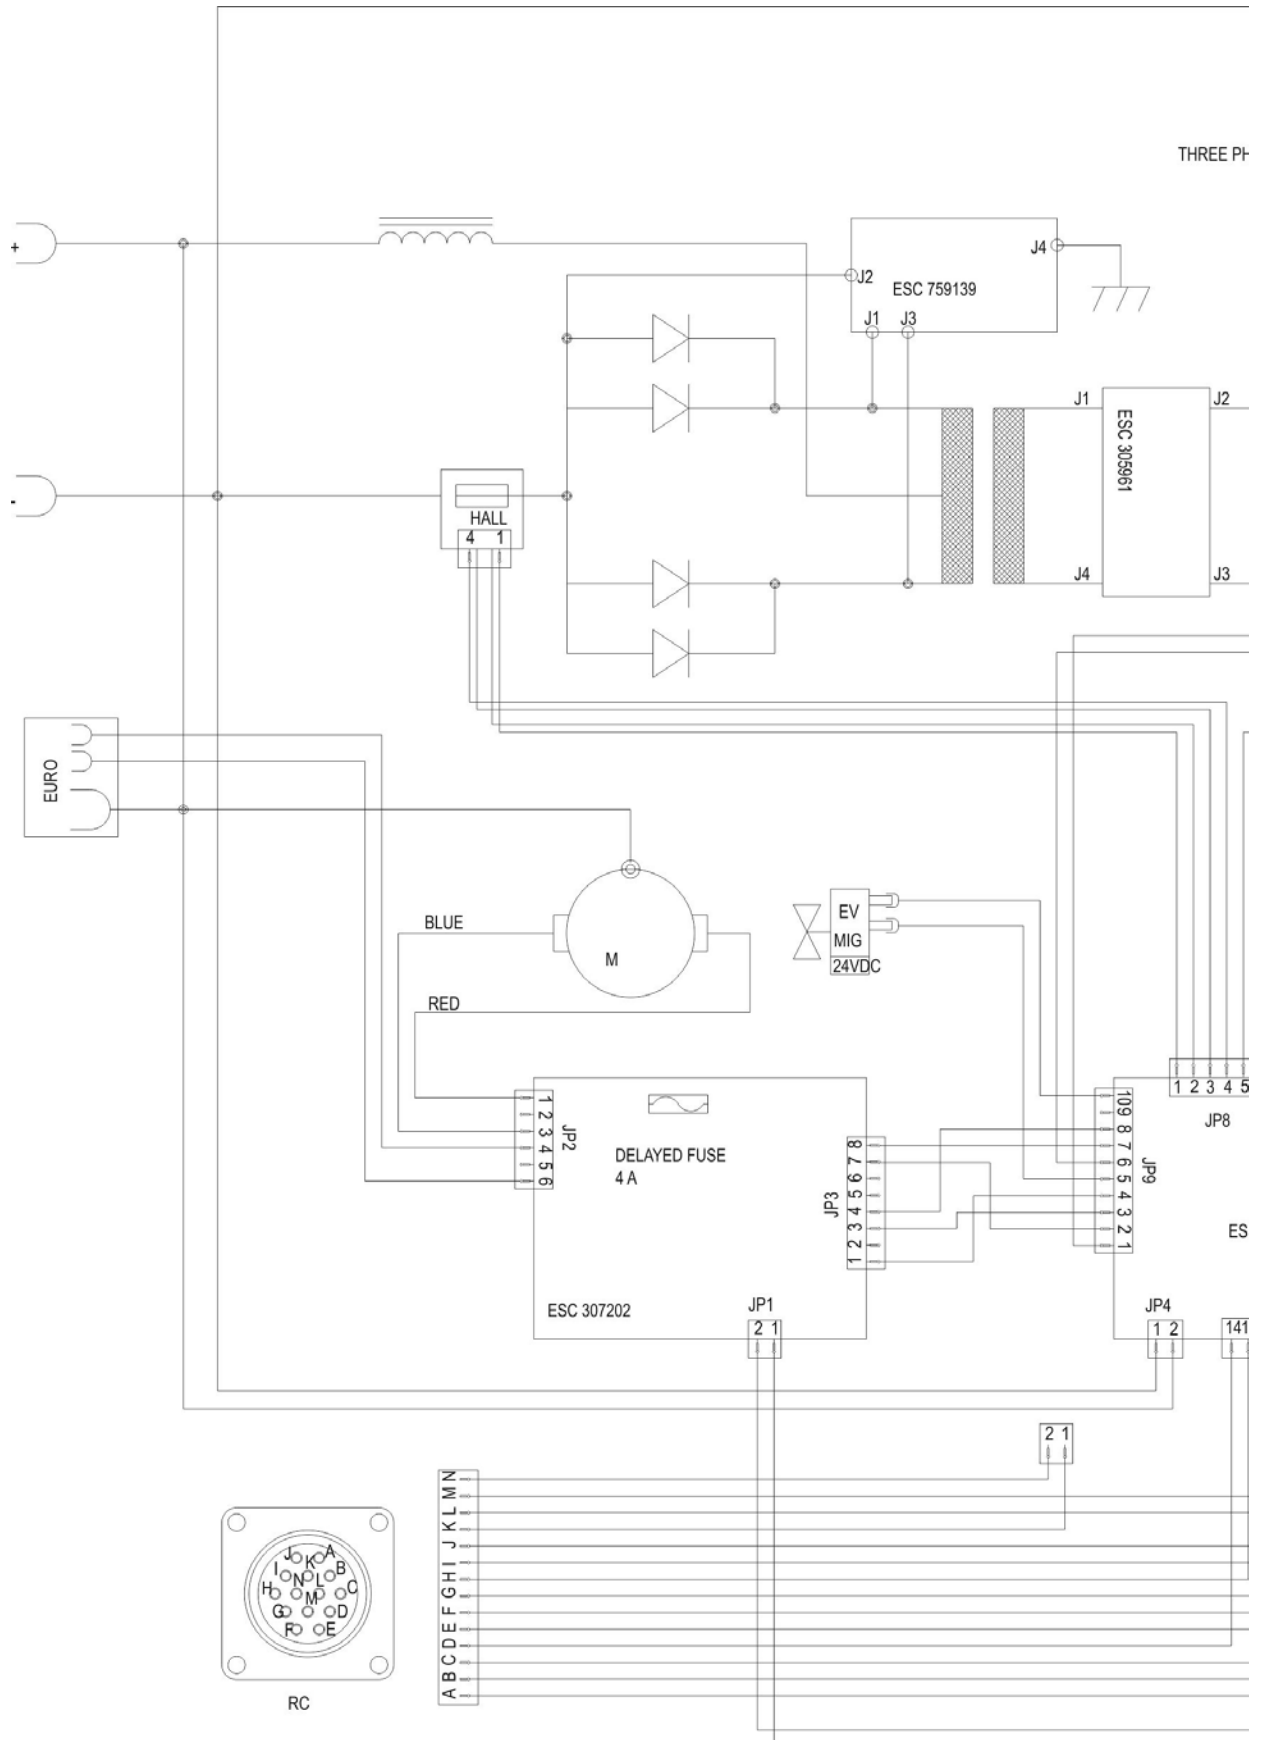 THREE PH
+
J4
J2
ESC 759139
J1 J3
J1
J2
ESC 305961
-
HALL
4 1
J4
J3
EURO
BLUE
EV
MIG
24VDC
M
RED
1 2 3 4 5
JP8
1 2 3 4 5 6
JP2
DELAYED FUSE
4 A
8 7 6 5 4 3 2 1
JP3
10 9 8 7 6 5 4 3 2 1
JP9
ES
ESC 307202
JP1
2 1
JP4
1 2
141
2 1
A B C D E F G H I J K L M N
J A
I K B
H N L C
M
G D
F E
RC